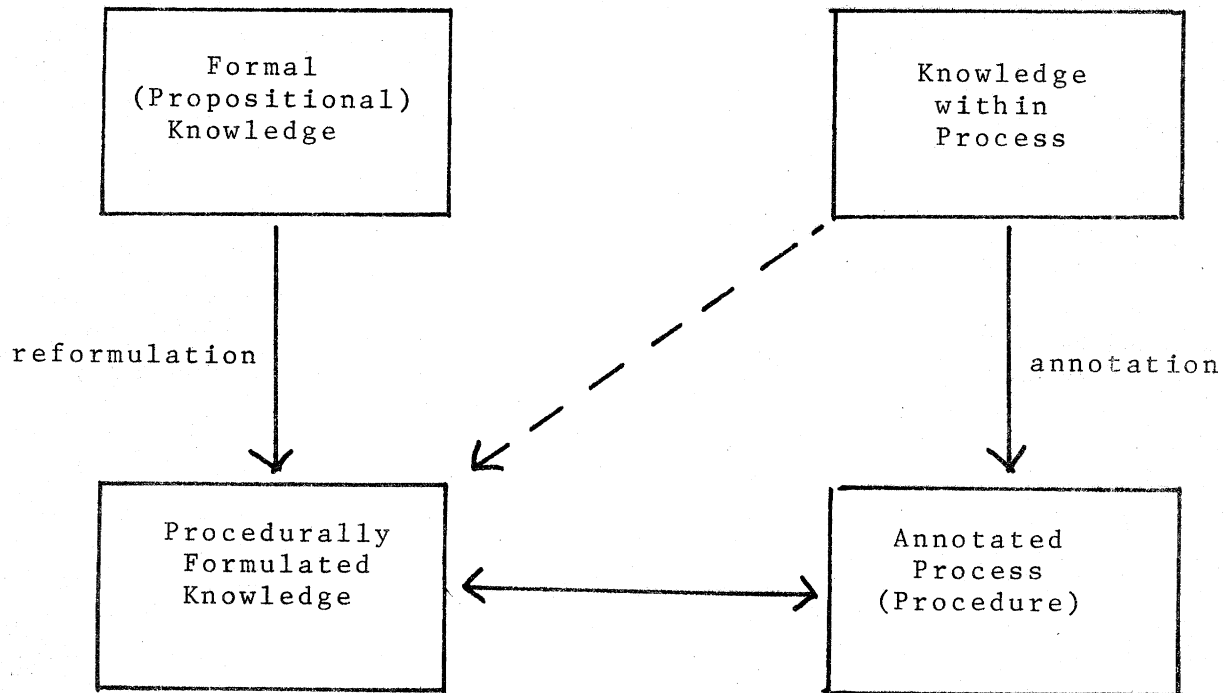 Formal
(Propositional)
Knowledge
Knowledge
within
Process
reformulation
annotation
Procedurally
Formulated
Knowledge
Annotated
Process
(Procedure)